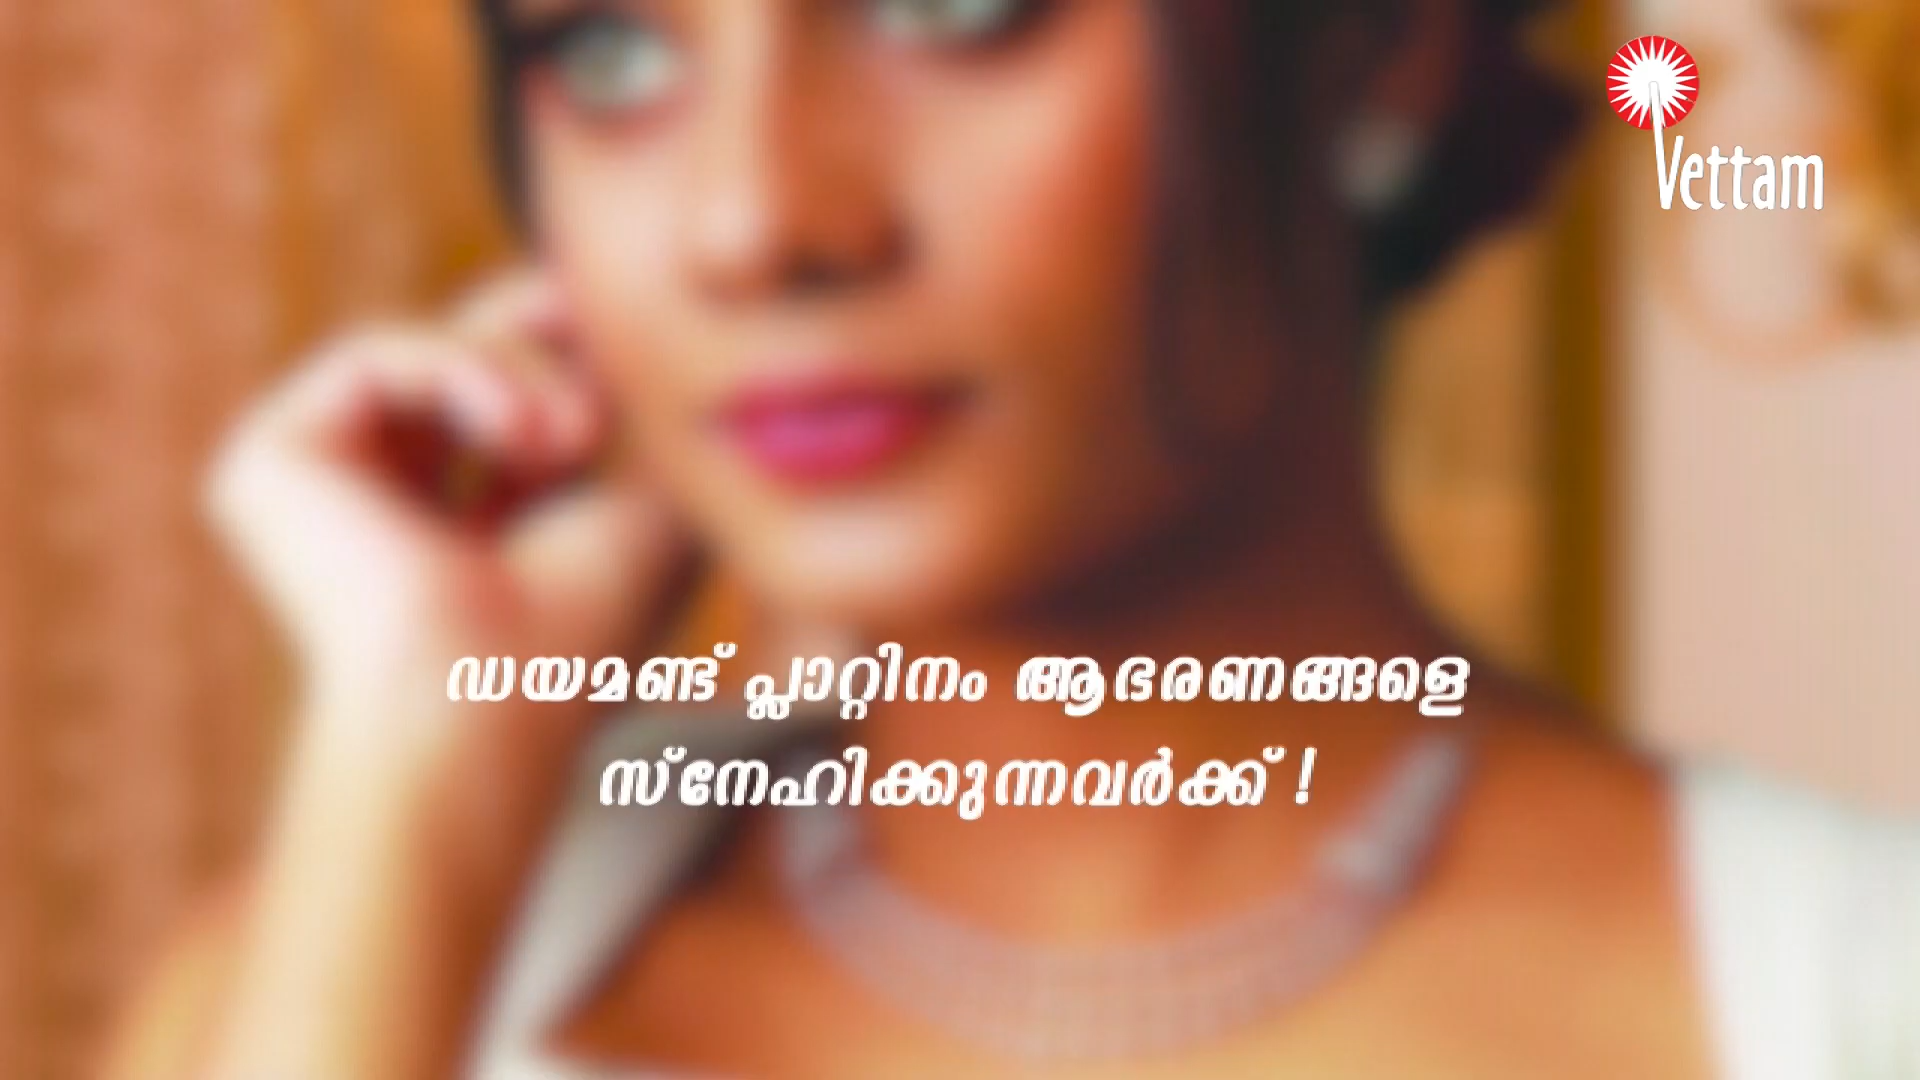 Vettam
ഡയമണ്ട് പ്ലാറ്റിനം ആഭരണങ്ങളെ
സ്നേഹിക്കുന്നവർക്ക് !